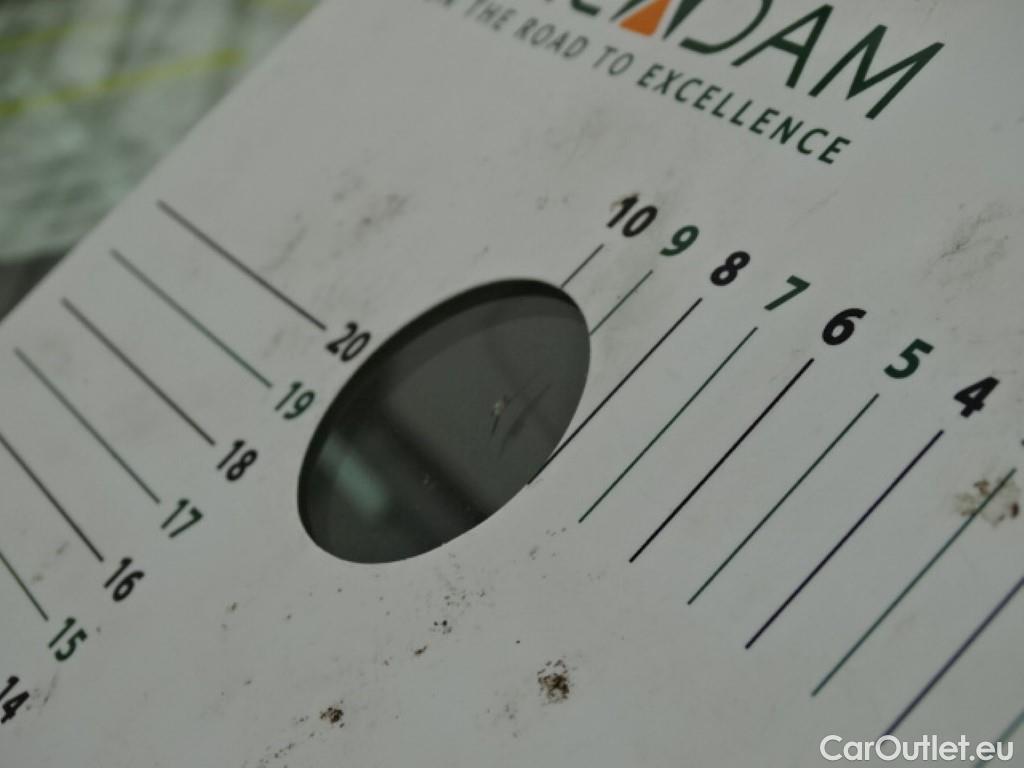 DAM
THE ROAD TO EXCELLENCE
10 9 8 7 6 5 4
20
19
18
17
16
15
14
CarOutlet.eu